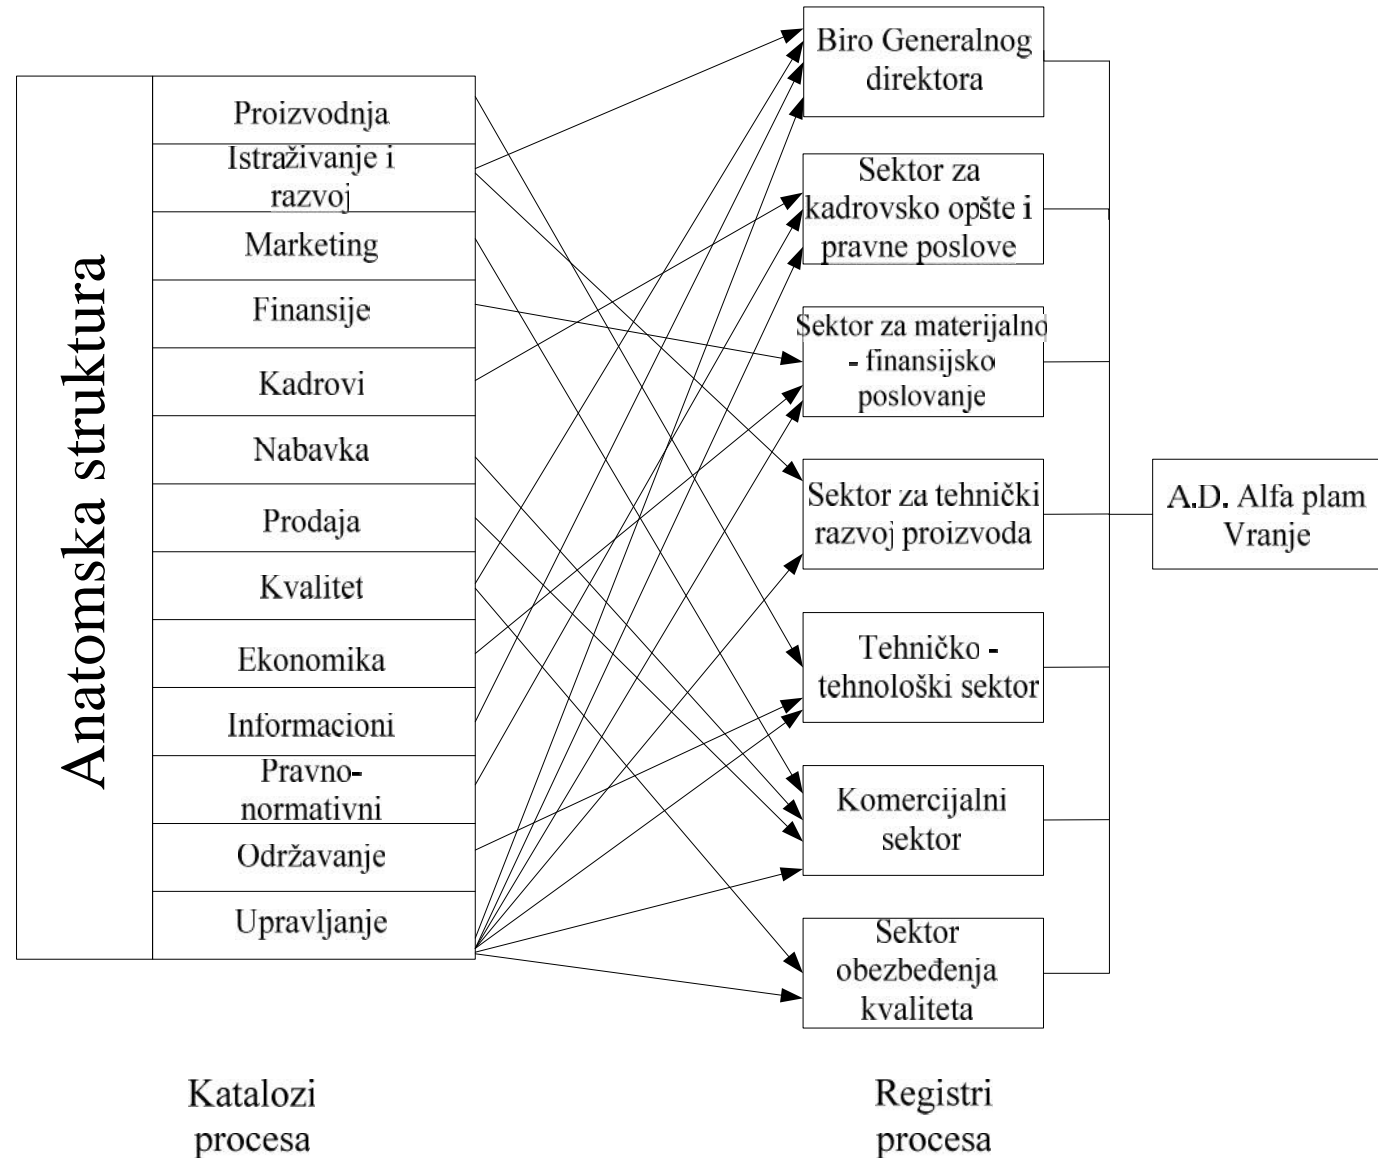 Anatomska struktura
Proizvodnja
Istraživanje i
razvoj
Marketing
Finansije
Kadrovi
Nabavka
Prodaja
Kvalitet
Ekonomika
Informacioni
Pravno-
normativni
Održavanje
Upravljanje
Katalozi
procesa
Biro Generalnog
direktora
Sektor za
kadrovsko opšte i
pravne poslove
Sektor za materijalno
- finansijsko
poslovanje
Sektor za tehnički
razvoj proizvoda
Tehničko -
tehnološki sektor
Komercijalni
sektor
Sektor
obezbeđenja
kvaliteta
Registri
procesa
A.D. Alfa plam
Vranje